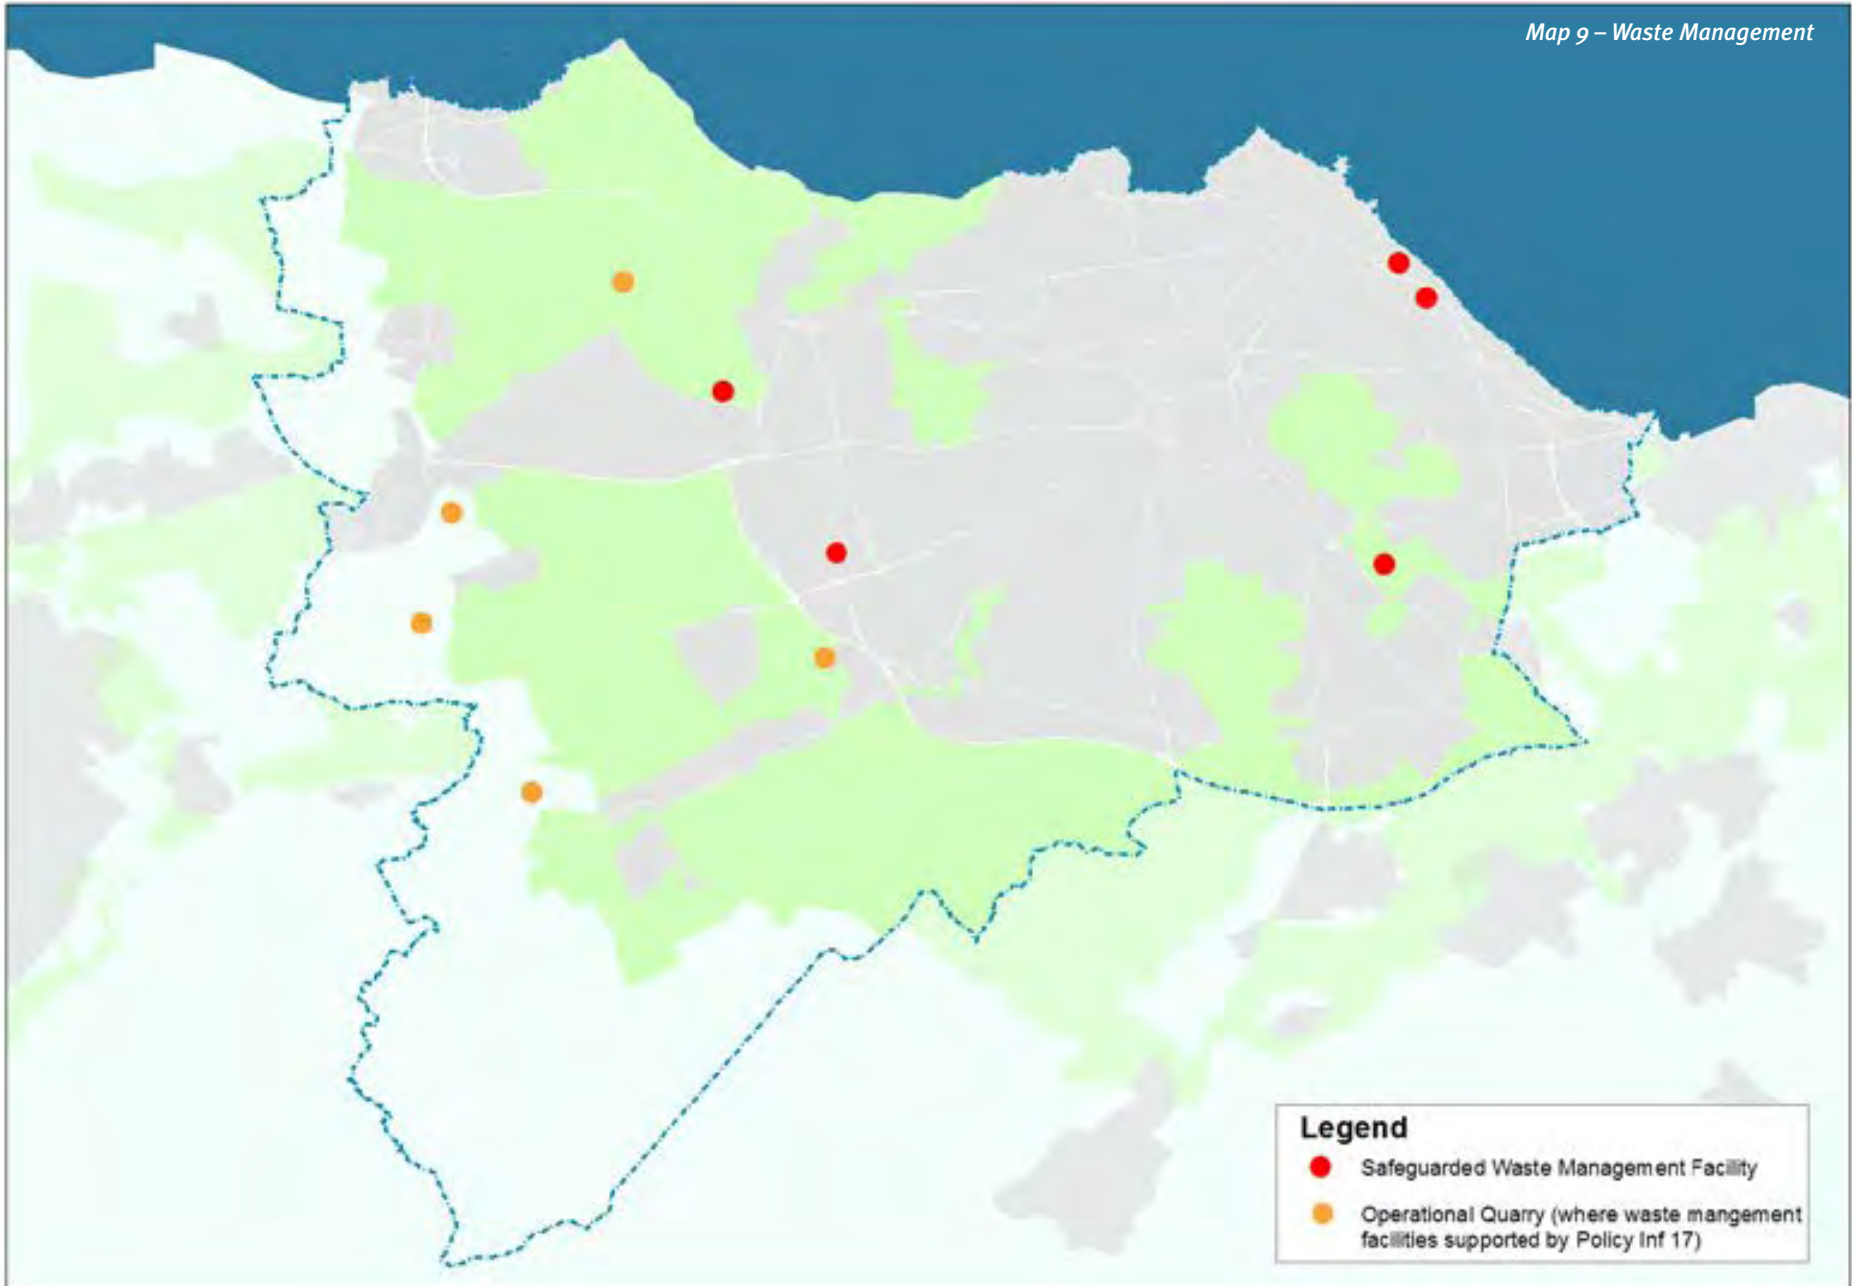 Map 9 – Waste Management
Legend
Safeguarded Waste Management Facility
Operational Quarry (where waste mangement
facilities supported by Policy Inf 17)